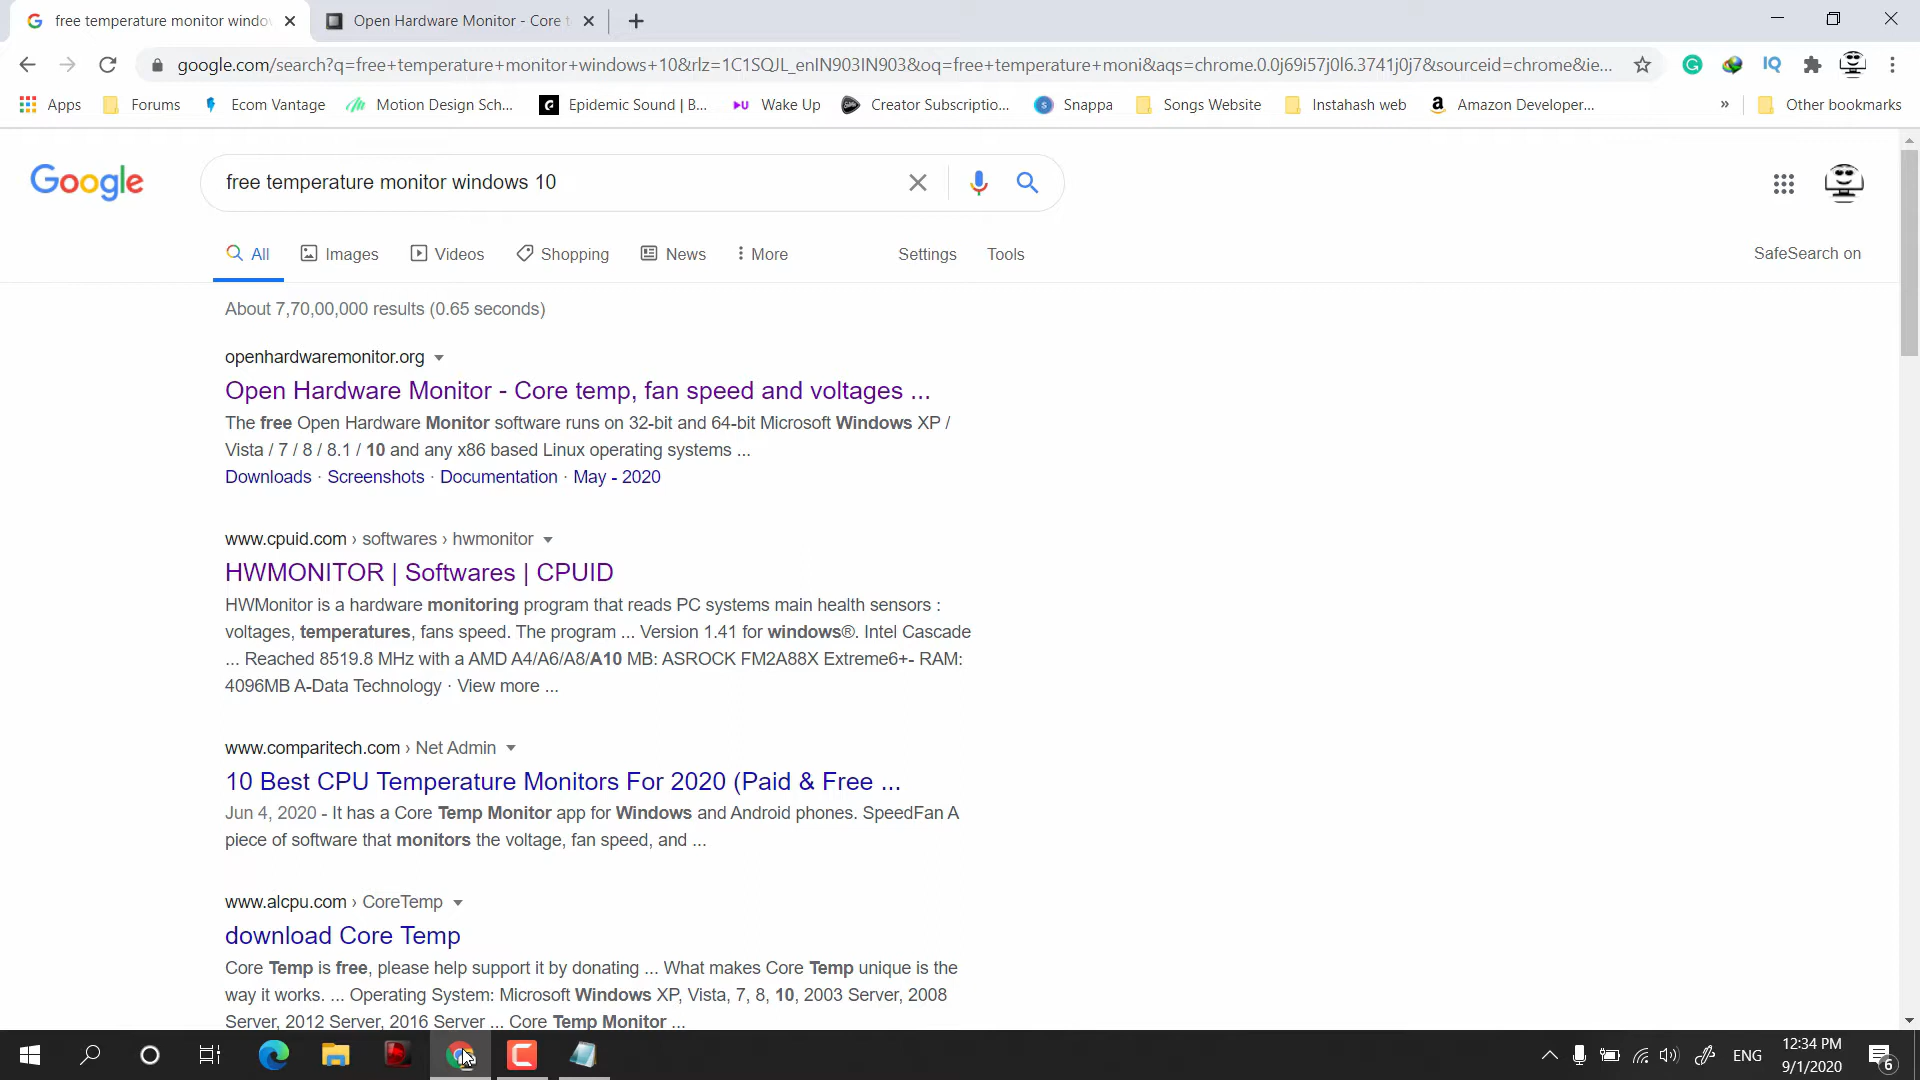 free temperature monitor windo
Open Hardware Monitor - Core t
google.com/search?q=free+temperature+monitor+windows+10&rlz=1C1SQJL_enIN903IN903&oq=free+temperature+moni&aqs=chrome.0.0j69i57j0l6.3741j0j7&sourceid=chrome&ie...
Apps
Forums
Ecom Vantage
Motion Design Sch...
Epidemic Sound | B...
Wake Up
Creator Subscriptio...
Snappa
Songs Website
Instahash web
Amazon Developer...
»
Other bookmarks
Google
free temperature monitor windows 10
All
Images
Videos
Shopping
News
More
Settings
Tools
SafeSearch on
About 7,70,00,000 results (0.65 seconds)
openhardwaremonitor.org
Open Hardware Monitor - Core temp, fan speed and voltages ...
The free Open Hardware Monitor software runs on 32-bit and 64-bit Microsoft Windows XP /
Vista / 7 / 8 / 8.1 / 10 and any x86 based Linux operating systems ...
Downloads · Screenshots · Documentation · May - 2020
www.cpuid.com › softwares › hwmonitor
HWMONITOR | Softwares | CPUID
HWMonitor is a hardware monitoring program that reads PC systems main health sensors :
voltages, temperatures, fans speed. The program ... Version 1.41 for windows®. Intel Cascade
... Reached 8519.8 MHz with a AMD A4/A6/A8/A10 MB: ASROCK FM2A88X Extreme6+- RAM:
4096MB A-Data Technology · View more ...
www.comparitech.com › Net Admin
10 Best CPU Temperature Monitors For 2020 (Paid & Free ...
Jun 4, 2020 - It has a Core Temp Monitor app for Windows and Android phones. SpeedFan A
piece of software that monitors the voltage, fan speed, and ...
www.alcpu.com › CoreTemp
download Core Temp
Core Temp is free, please help support it by donating ... What makes Core Temp unique is the
way it works. ... Operating System: Microsoft Windows XP, Vista, 7, 8, 10, 2003 Server, 2008
Server, 2012 Server, 2016 Server ... Core Temp Monitor ...
ENG
12:34 PM
9/1/2020
6